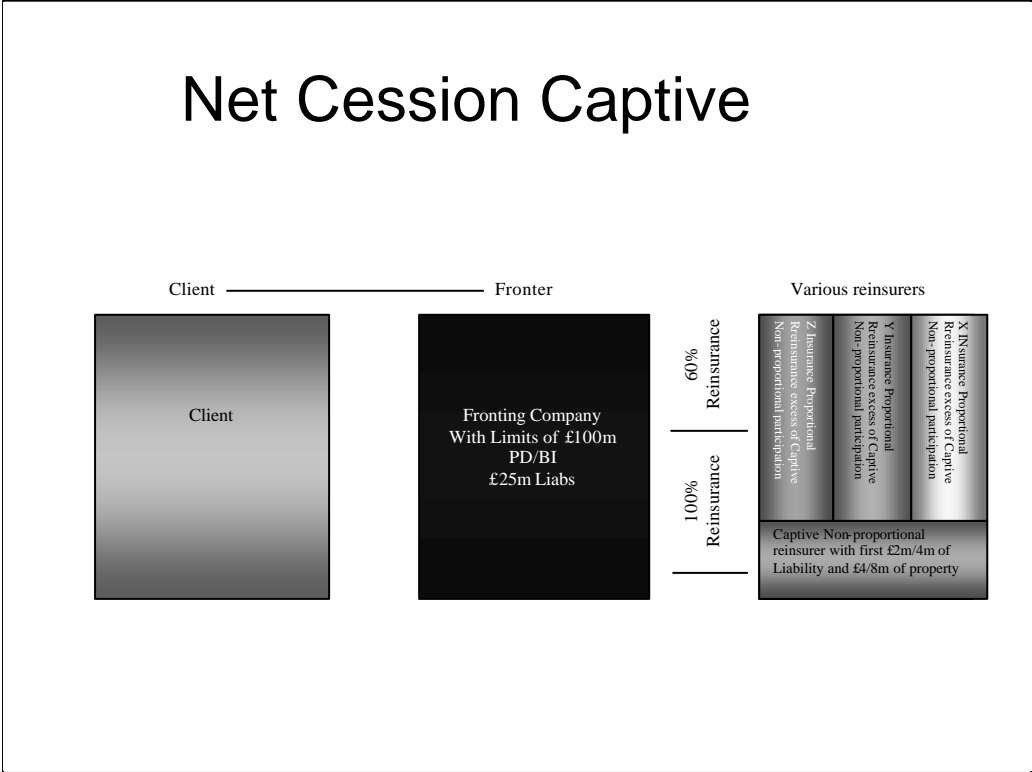 Net Cession Captive
Client
Fronter
Various reinsurers
Client
Fronting Company
With Limits of £100m
PD/BI
£25m Liabs
60%
Reinsurance
100%
Reinsurance
Z Insurance Proportional
Rreinsurance excess of Captive
Non-proportional participation
Y Insurance Proportional
Rreinsurance excess of Captive
Non-proportional participation
X INsurance Proportional
Rreinsurance excess of Captive
Non-proportional participation
Captive Non-proportional
reinsurer with first £2m/4m of
Liability and £4/8m of property